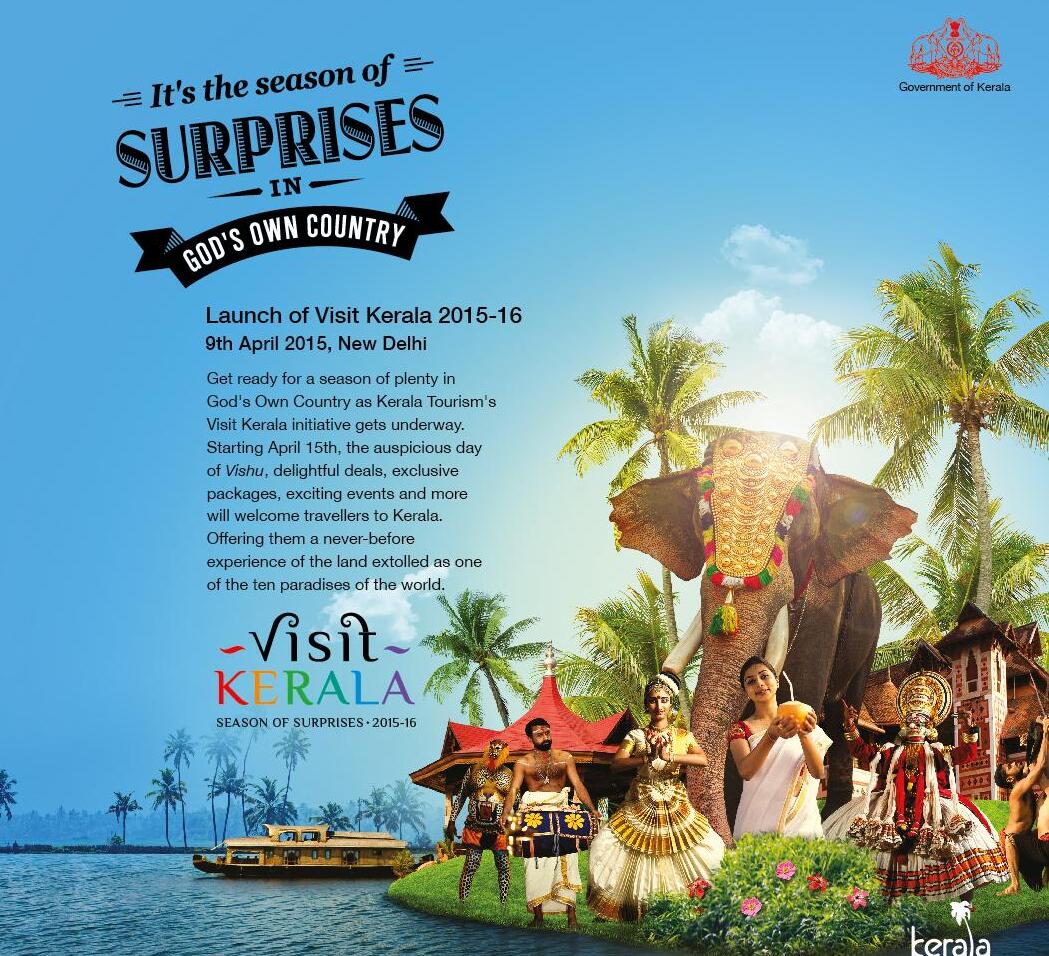 It's the season of
SURPRISES
IN
GOD'S OWN COUNTRY
Government of Kerala
Launch of Visit Kerala 2015-16
9th April 2015, New Delhi
Get ready for a season of plenty in
God's Own Country as Kerala Tourism's
Visit Kerala initiative gets underway.
Starting April 15th, the auspicious day
of Vishu, delightful deals, exclusive
packages, exciting events and more
will welcome travellers to Kerala.
Offering them a never-before
experience of the land extolled as one
of the ten paradises of the world.
~Visit~
KERALA
SEASON OF SURPRISES • 2015-16
kerala